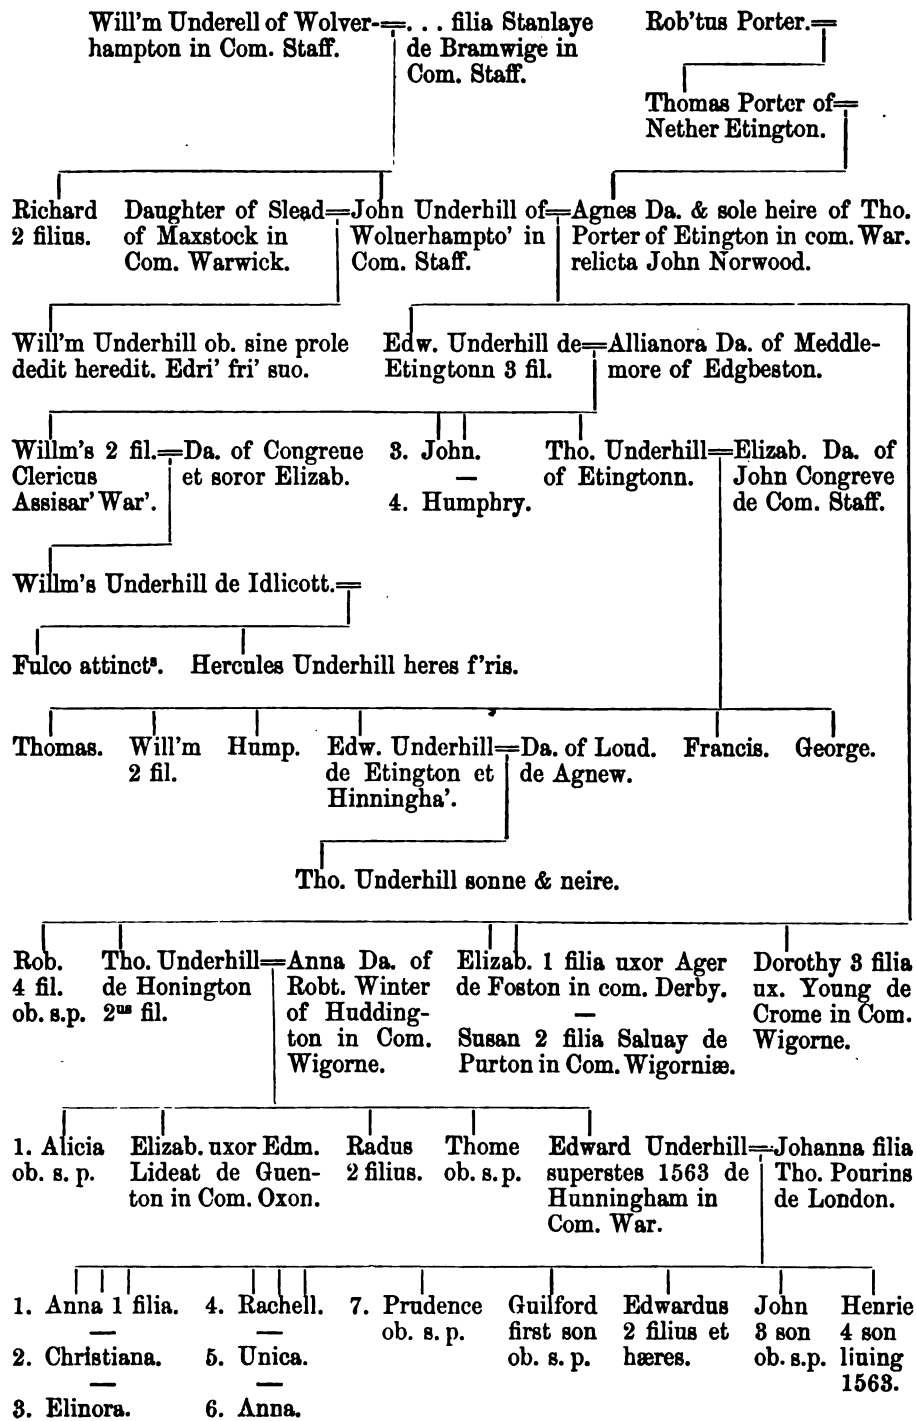 Will'm Underell of Wolver-=. . . filia Stanlaye
hampton in Com. Staff. de Bramwige in
Com. Staff.
Rob'tus Porter.=
Thomas Porter of=
Nether Etington.
Richard
2 filius.
Daughter of Slead=John Underhill of=Agnes Da. & sole heire of Tho.
of Maxstock in Woluerhampto' in Porter of Etington in com. War.
Com. Warwick. Com. Staff. relicta John Norwood.
Will'm Underhill ob. sine prole
dedit heredit. Edri' fri' suo.
Edw. Underhill de=Allianora Da. of Meddle-
Etingtonn 3 fil. more of Edgbeston.
Willm's 2 fil.=Da. of Congreue
Clericus et soror Elizab.
Assisar' War'.
3. John.
—
4. Humphry.
Tho. Underhill=Elizab. Da. of
of Etingtonn. John Congreve
de Com. Staff.
Willm's Underhill de Idlicott.=
Fulco attinctˢ. Hercules Underhill heres f'ris.
Thomas.
Will'm
2 fil.
Hump.
Edw. Underhill=Da. of Loud.
de Etington et de Agnew.
Hinningha'.
Francis.
George.
Tho. Underhill sonne & neire.
Rob.
4 fil.
ob. s.p.
Tho. Underhill=Anna Da. of
de Honington Robt. Winter
2ᵘˢ fil. of Hudding-
ton in Com.
Wigorne.
Elizab. 1 filia uxor Ager
de Foston in com. Derby.
—
Susan 2 filia Saluay de
Purton in Com. Wigorniæ.
Dorothy 3 filia
ux. Young de
Crome in Com.
Wigorne.
1. Alicia
ob. s. p.
Elizab. uxor Edm.
Lideat de Guen-
ton in Com. Oxon.
Radus
2 filius.
Thome
ob. s. p.
Edward Underhill=Johanna filia
superstes 1563 de Tho. Pourins
Hunningham in de London.
Com. War.
1. Anna 1 filia.
—
2. Christiana.
—
3. Elinora.
4. Rachell.
—
5. Unica.
—
6. Anna.
7. Prudence
ob. s. p.
Guilford
first son
ob. s. p.
Edwardus
2 filius et
hæres.
John
3 son
ob. s.p.
Henrie
4 son
liuing
1563.